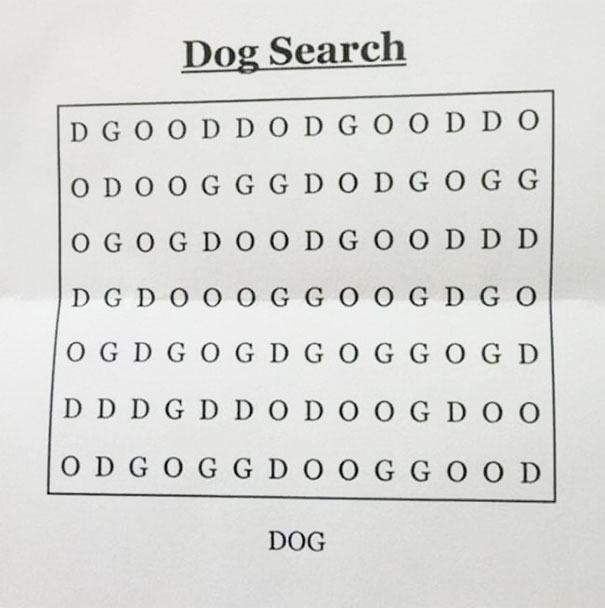 Dog Search
D G O O D D O D G O O D D O
O D O O G G G D O D G O G G
O G O G D O O D G O O D D D
D G D O O O G G O O G D G O
O G D G O G D G O G G O G D
D D D G D D O D O O G D O O
O D G O G G D O O G G O O D
DOG